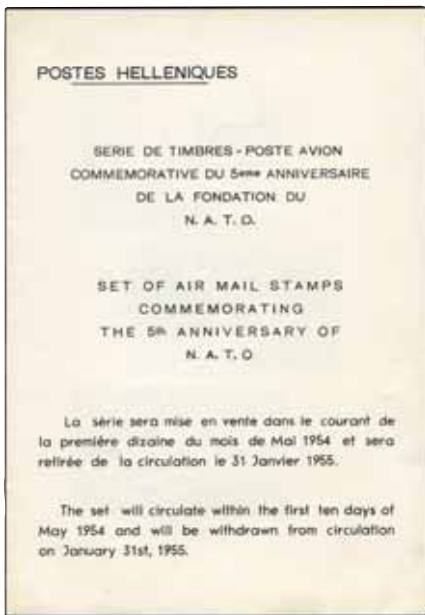 POSTES HELLENIQUES
SERIE DE TIMBRES - POSTE AVION
COMMEMORATIVE DU 5eme ANNIVERSAIRE
DE LA FONDATION DU
N. A. T. O.
SET OF AIR MAIL STAMPS
COMMEMORATING
THE 5th ANNIVERSARY OF
N. A. T. O
La série sera mise en vente dans le courant de
la première dizaine du mois de Mai 1954 et sera
retirée de la circulation le 31 Janvier 1955.
The set will circulate within the first ten days of
May 1954 and will be withdrawn from circulation
on January 31st, 1955.